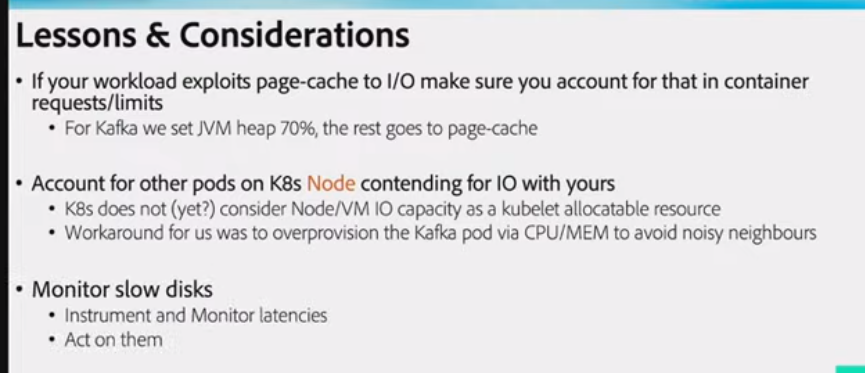 Lessons & Considerations
• If your workload exploits page-cache to I/O make sure you account for that in container
requests/limits
• For Kafka we set JVM heap 70%, the rest goes to page-cache
• Account for other pods on K8s Node contending for IO with yours
• K8s does not (yet?) consider Node/VM IO capacity as a kubelet allocatable resource
• Workaround for us was to overprovision the Kafka pod via CPU/MEM to avoid noisy neighbours
• Monitor slow disks
• Instrument and Monitor latencies
• Act on them